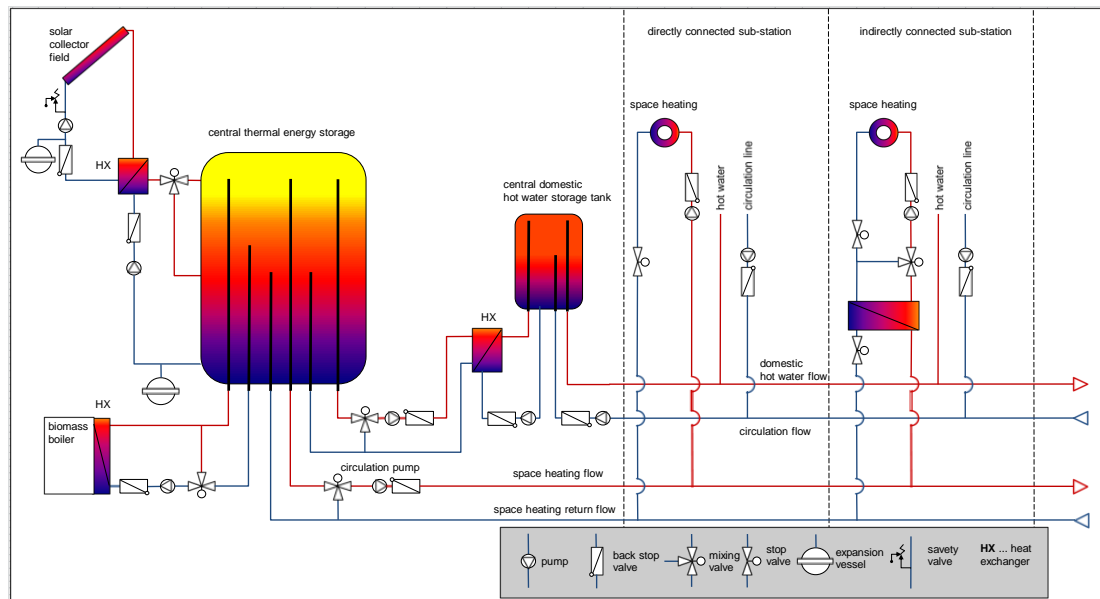 solar
collector
field
HX
central thermal energy storage
central domestic
hot water storage tank
HX
HX
biomass
boiler
circulation pump
space heating flow
space heating return flow
directly connected sub-station
space heating
hot water
circulation line
indirectly connected sub-station
space heating
hot water
circulation line
domestic
hot water flow
circulation flow
pump
back stop
valve
mixing
valve
stop
valve
expansion
vessel
savety
valve
HX ... heat
exchanger